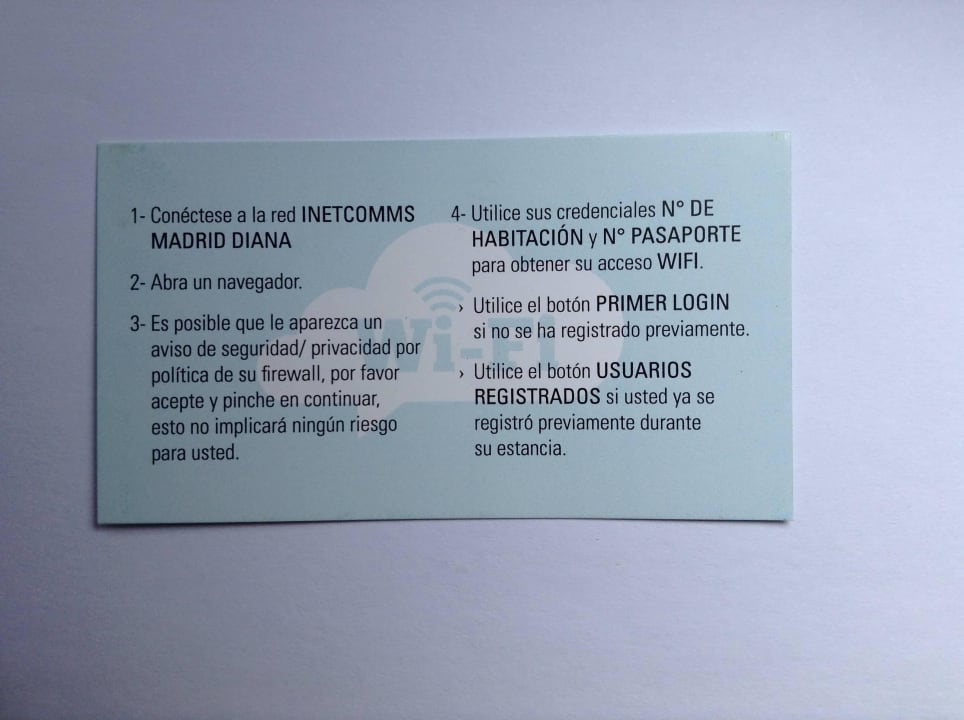 1- Conéctese a la red INETCOMMS
MADRID DIANA
2- Abra un navegador.
3- Es posible que le aparezca un
aviso de seguridad/ privacidad por
política de su firewall, por favor
acepte y pinche en continuar,
esto no implicará ningún riesgo
para usted.
4- Utilice sus credenciales N° DE
HABITACIÓN y N° PASAPORTE
para obtener su acceso WIFI.
› Utilice el botón PRIMER LOGIN
si no se ha registrado previamente.
› Utilice el botón USUARIOS
REGISTRADOS si usted ya se
registró previamente durante
su estancia.
Wi-Fi